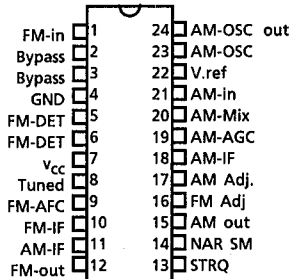 FM-in 1 24 AM-OSC out
Bypass 2 23 AM-OSC
Bypass 3 22 V.ref
GND 4 21 AM-in
FM-DET 5 20 AM-Mix
FM-DET 6 19 AM-AGC
VCC 7 18 AM-IF
Tuned 8 17 AM Adj.
FM-AFC 9 16 FM Adj
FM-IF 10 15 AM out
AM-IF 11 14 NAR SM
FM-out 12 13 STRQ